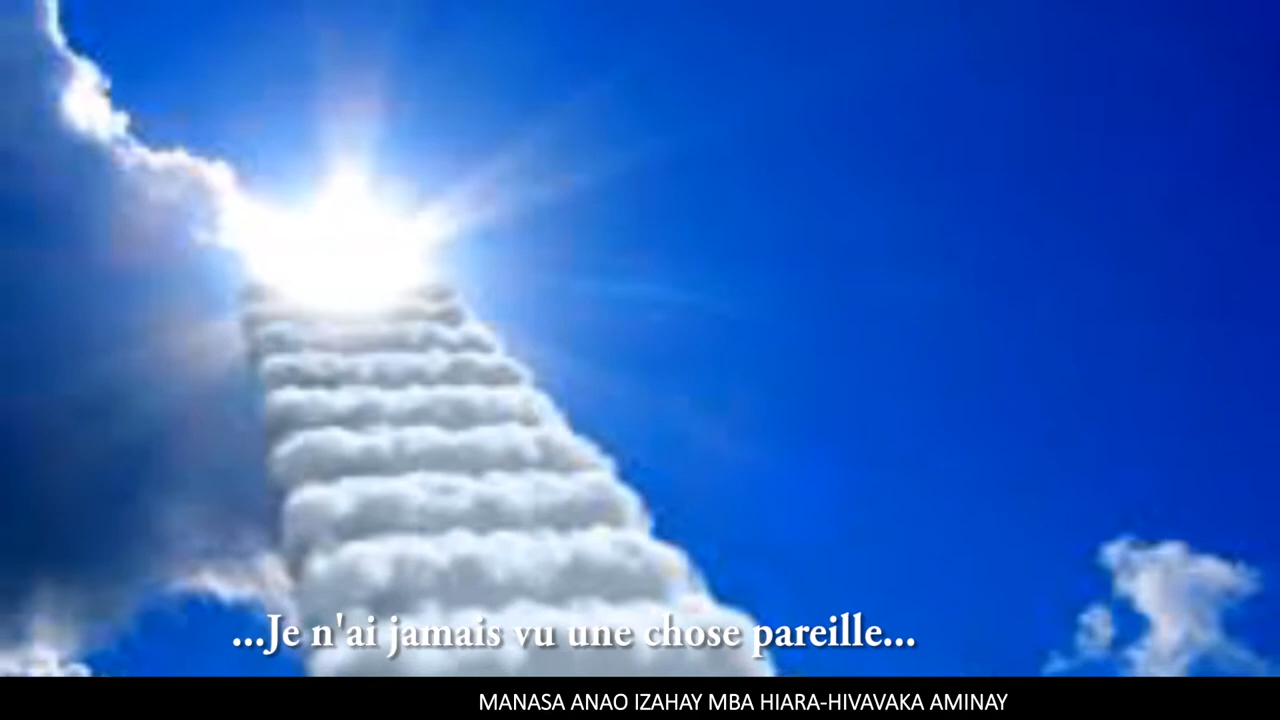 ...Je n'ai jamais vu une chose pareille...
MANASA ANAO IZAHAY MBA HIARA-HIVAVAKA AMINAY